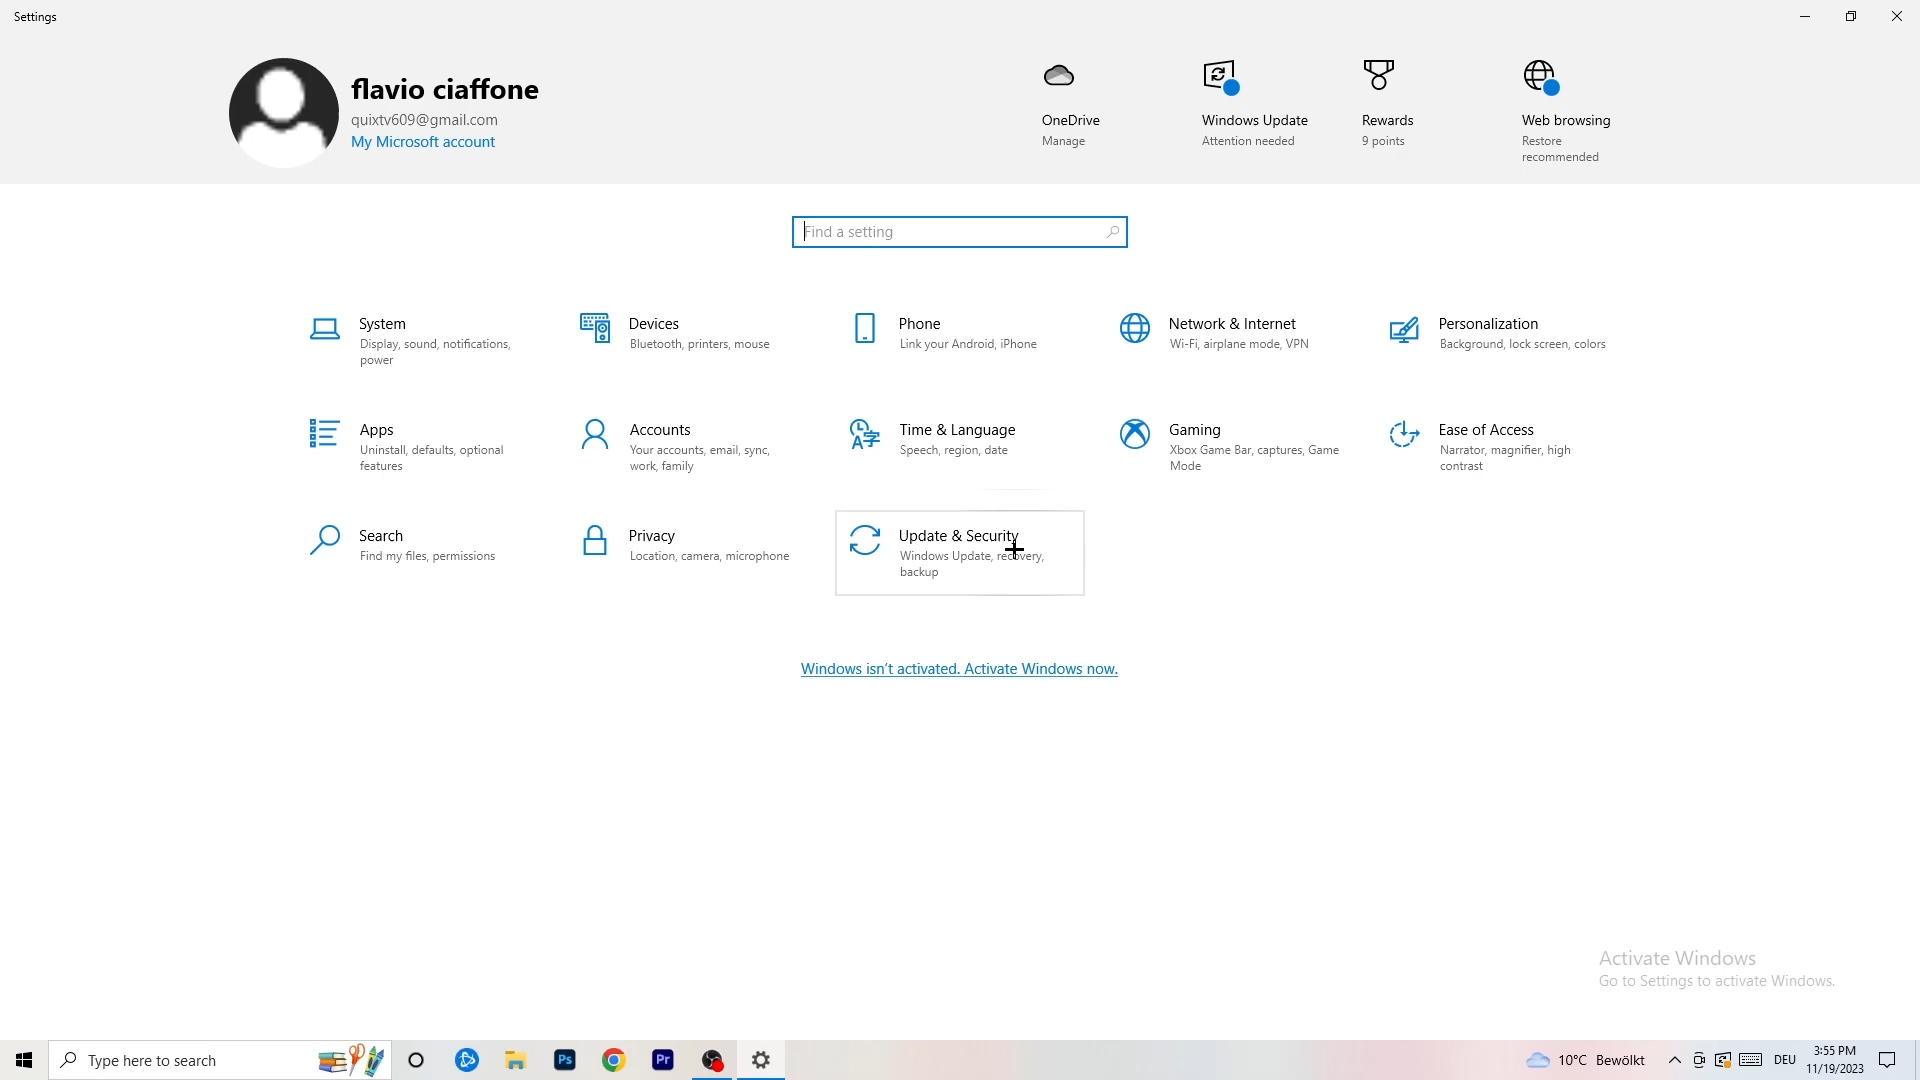 Settings
flavio ciaffone
quixtv609@gmail.com
My Microsoft account
OneDrive
Manage
Windows Update
Attention needed
Rewards
9 points
Web browsing
Restore
recommended
Find a setting
System
Display, sound, notifications,
power
Devices
Bluetooth, printers, mouse
Phone
Link your Android, iPhone
Network & Internet
Wi-Fi, airplane mode, VPN
Personalization
Background, lock screen, colors
Apps
Uninstall, defaults, optional
features
Accounts
Your accounts, email, sync,
work, family
Time & Language
Speech, region, date
Gaming
Xbox Game Bar, captures, Game
Mode
Ease of Access
Narrator, magnifier, high
contrast
Search
Find my files, permissions
Privacy
Location, camera, microphone
Update & Security
Windows Update, recovery,
backup
Windows isn't activated. Activate Windows now.
Activate Windows
Go to Settings to activate Windows.
Type here to search
Ps
Pr
10°C Bewölkt
DEU
3:55 PM
11/19/2023